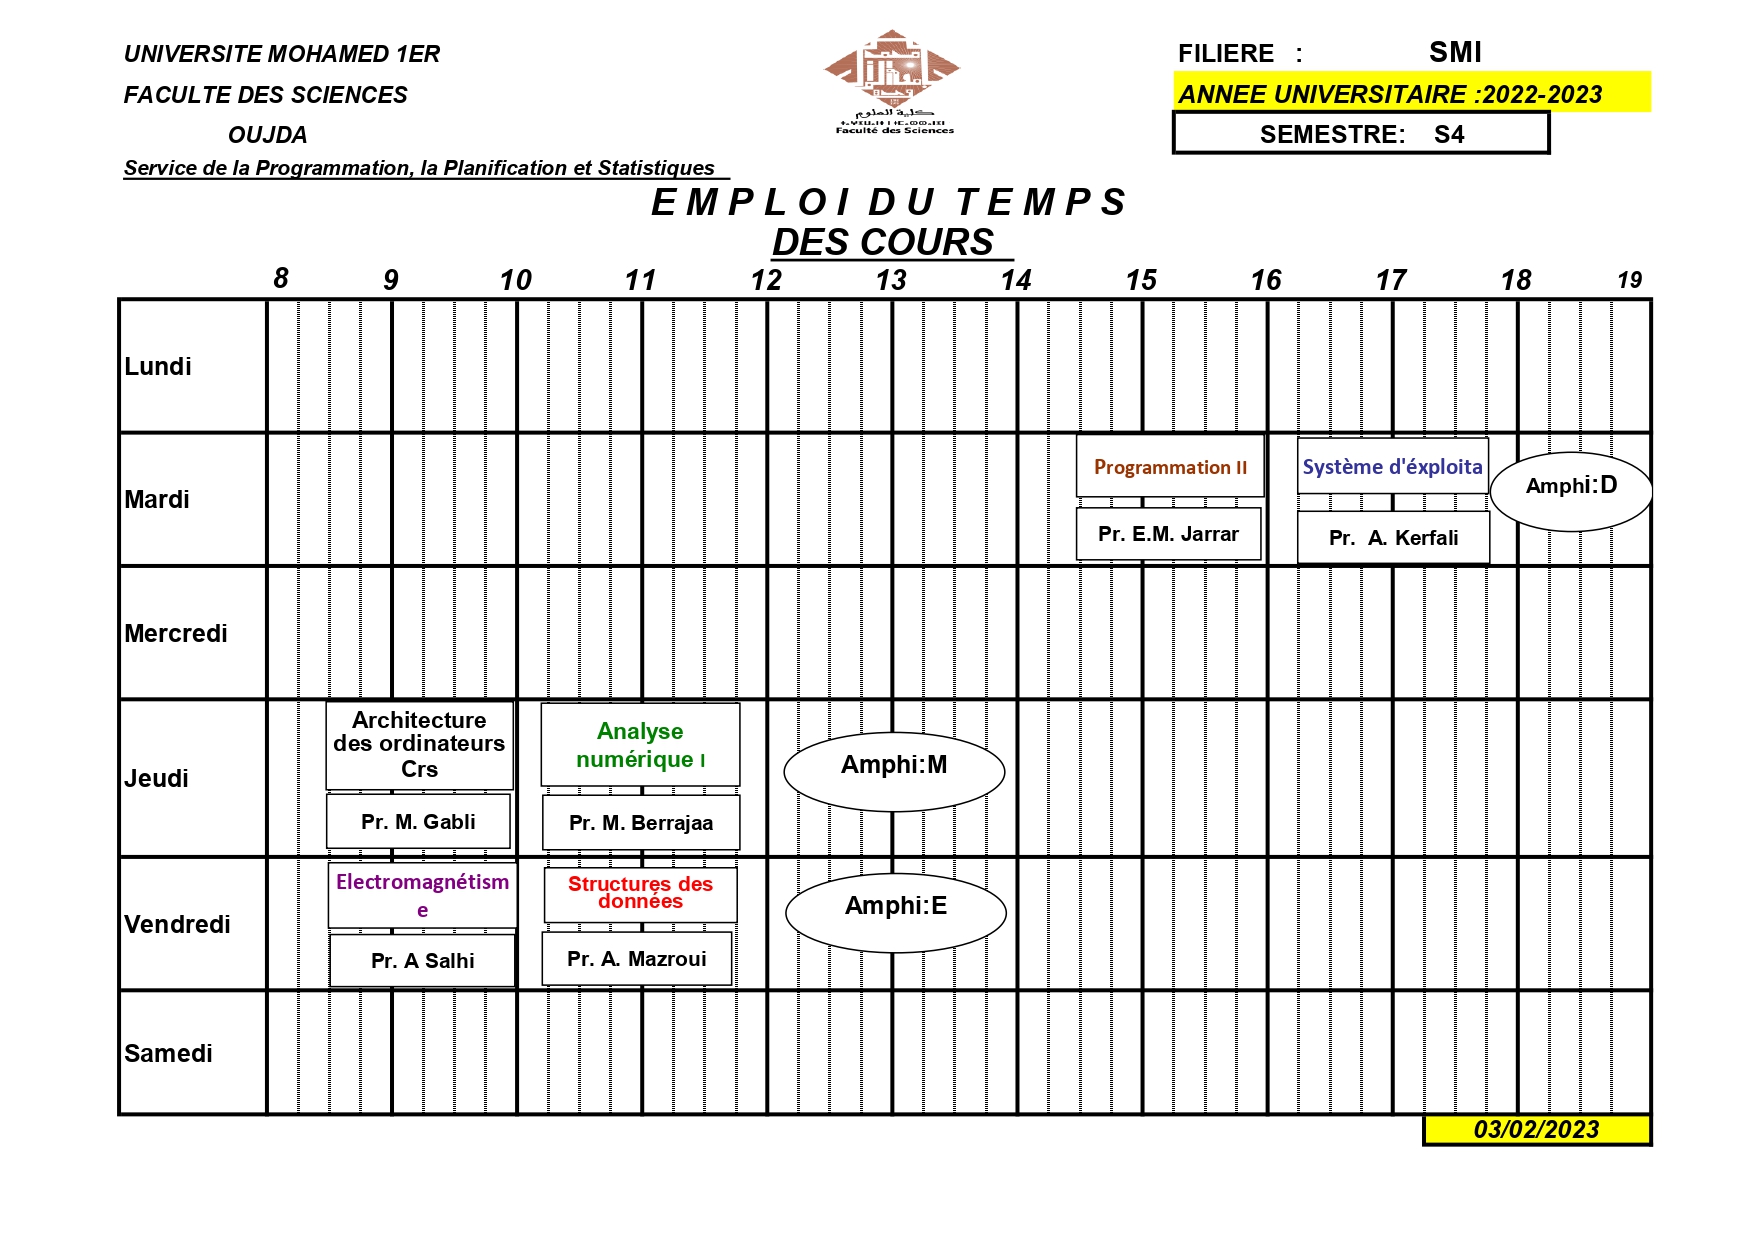 UNIVERSITE MOHAMED 1ER
FACULTE DES SCIENCES
OUJDA
Service de la Programmation, la Planification et Statistiques
كلية العلوم
Faculté des Sciences
FILIERE : SMI
ANNEE UNIVERSITAIRE :2022-2023
SEMESTRE: S4
E M P L O I D U T E M P S
DES COURS
8 9 10 11 12 13 14 15 16 17 18 19
Lundi
Mardi
Programmation II
Pr. E.M. Jarrar
Système d'éxploita
Pr. A. Kerfali
Amphi:D
Mercredi
Jeudi
Architecture
des ordinateurs
Crs
Pr. M. Gabli
Analyse
numérique I
Pr. M. Berrajaa
Amphi:M
Vendredi
Electromagnétism
e
Pr. A Salhi
Structures des
données
Pr. A. Mazroui
Amphi:E
Samedi
03/02/2023